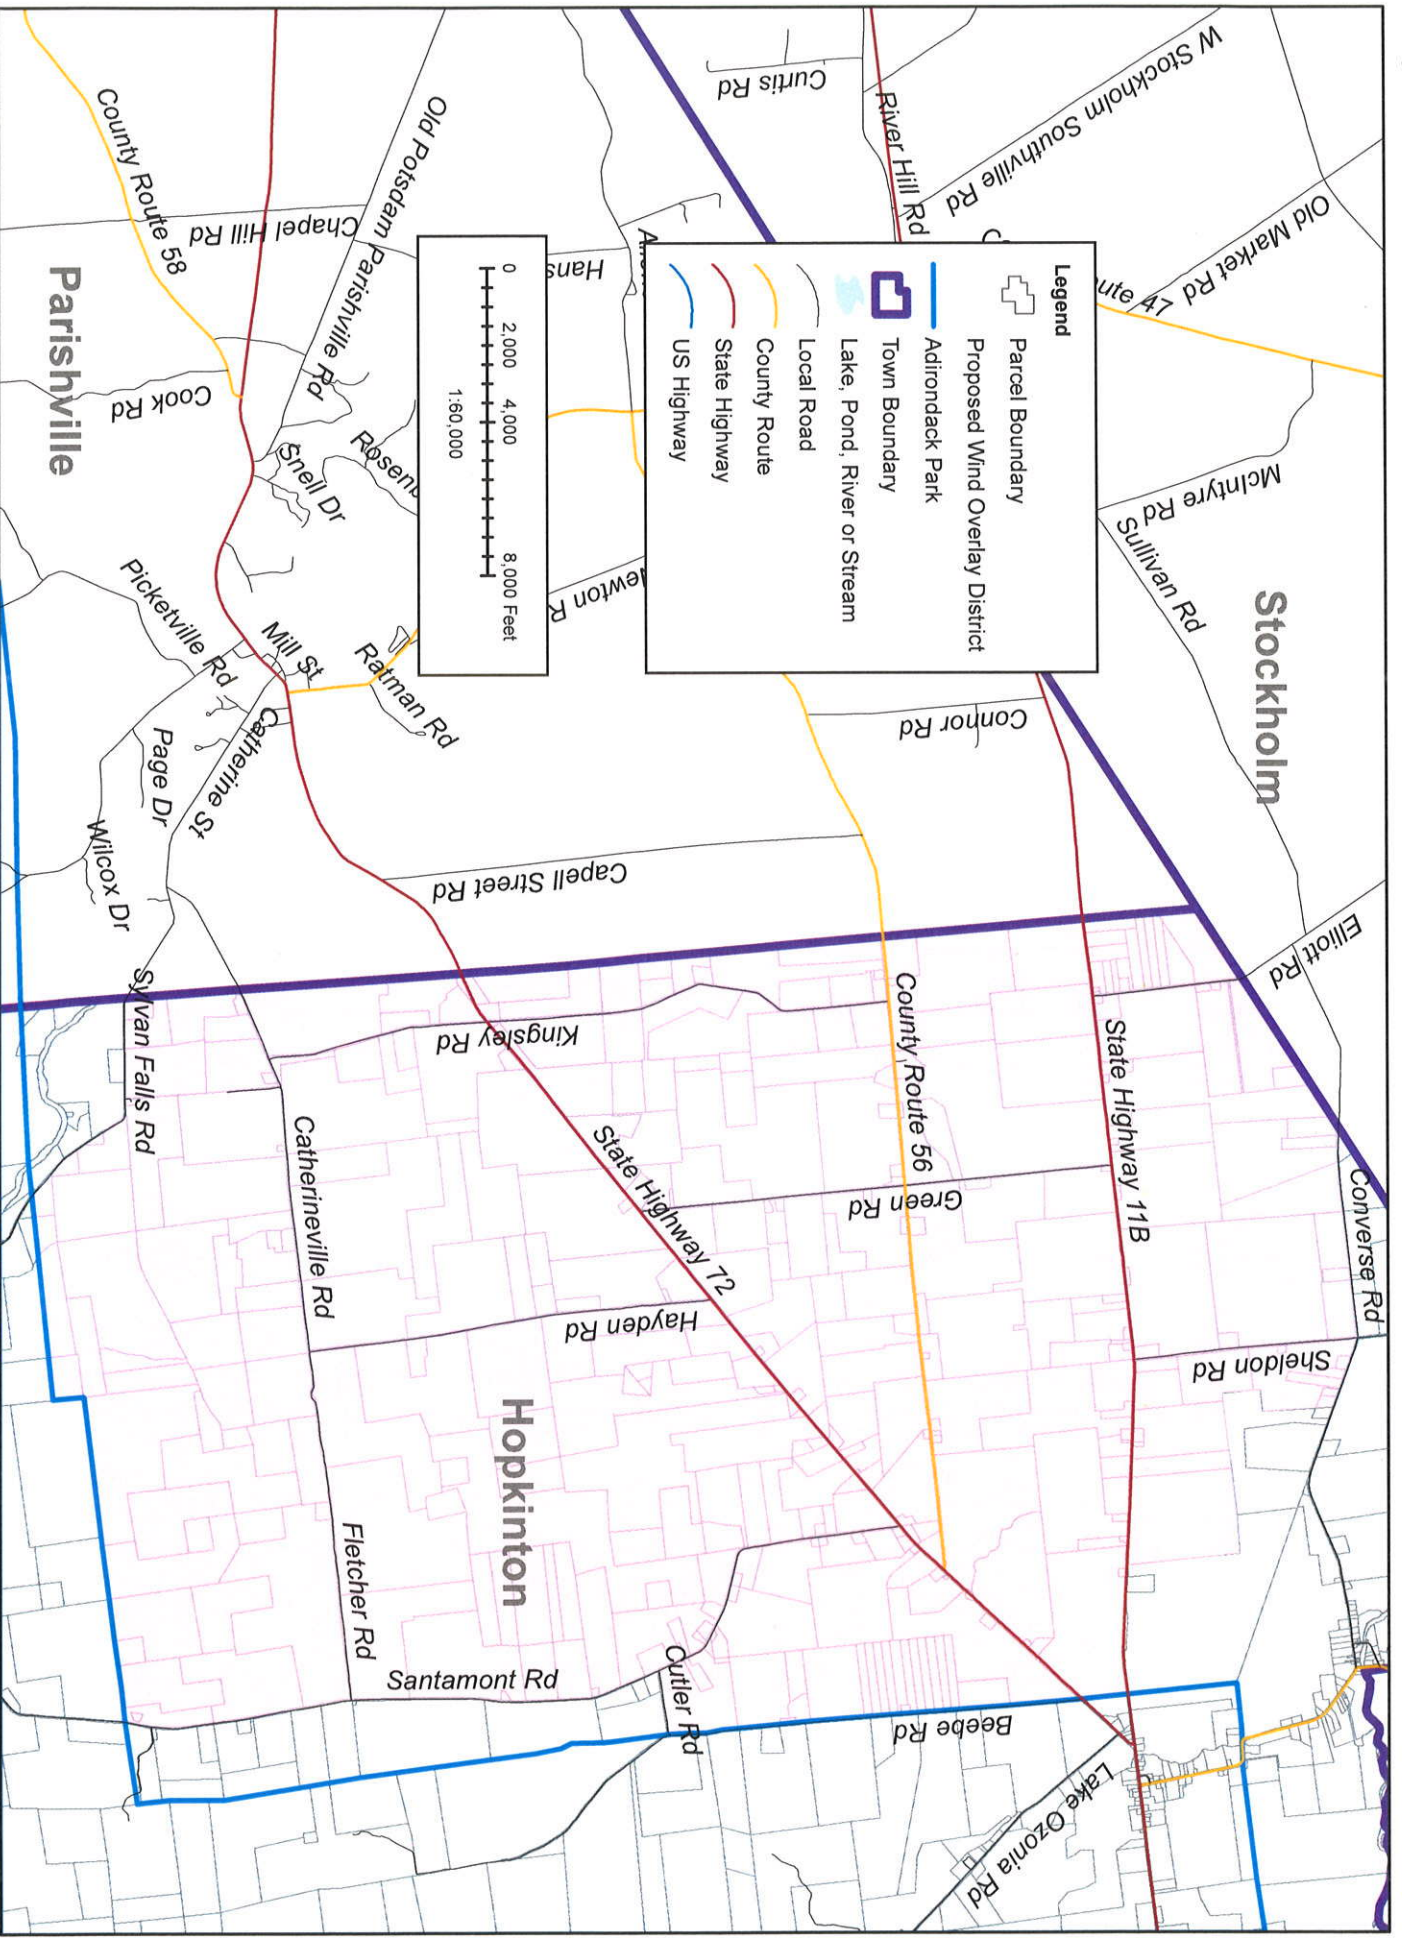 Legend
Parcel Boundary
Proposed Wind Overlay District
Adirondack Park
Town Boundary
Lake, Pond, River or Stream
Local Road
County Route
State Highway
US Highway
0 2,000 4,000 8,000 Feet
1:60,000
Stockholm
Parishville
Hopkinton
W Stockholm Southville Rd
Old Market Rd
River Hill Rd
Curtis Rd
ute 47
McIntyre Rd
Sullivan Rd
Elliott Rd
Converse Rd
Sheldon Rd
State Highway 11B
Connor Rd
County Route 56
Green Rd
Capell Street Rd
Kingsley Rd
State Highway 72
Hayden Rd
Catherineville Rd
Fletcher Rd
Santamont Rd
Cutler Rd
Beebe Rd
Lake Ozonia Rd
Sylvan Falls Rd
Old Potsdam Parishville Rd
County Route 58
Chapel Hill Rd
Hans
Cook Rd
Snell Dr
Rosenb
ewton R
Picketville Rd
Mill St
Ratman Rd
Catherine St
Page Dr
Wilcox Dr